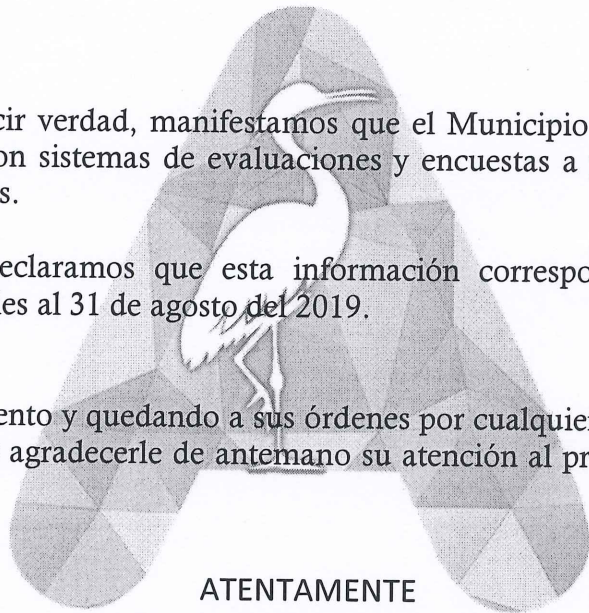 cir verdad, manifestamos que el Municipio
on sistemas de evaluaciones y encuestas a
s.
eclaramos que esta información correspo
es al 31 de agosto del 2019.
ento y quedando a sus órdenes por cualquier
agradecerle de antemano su atención al pr
ATENTAMENTE